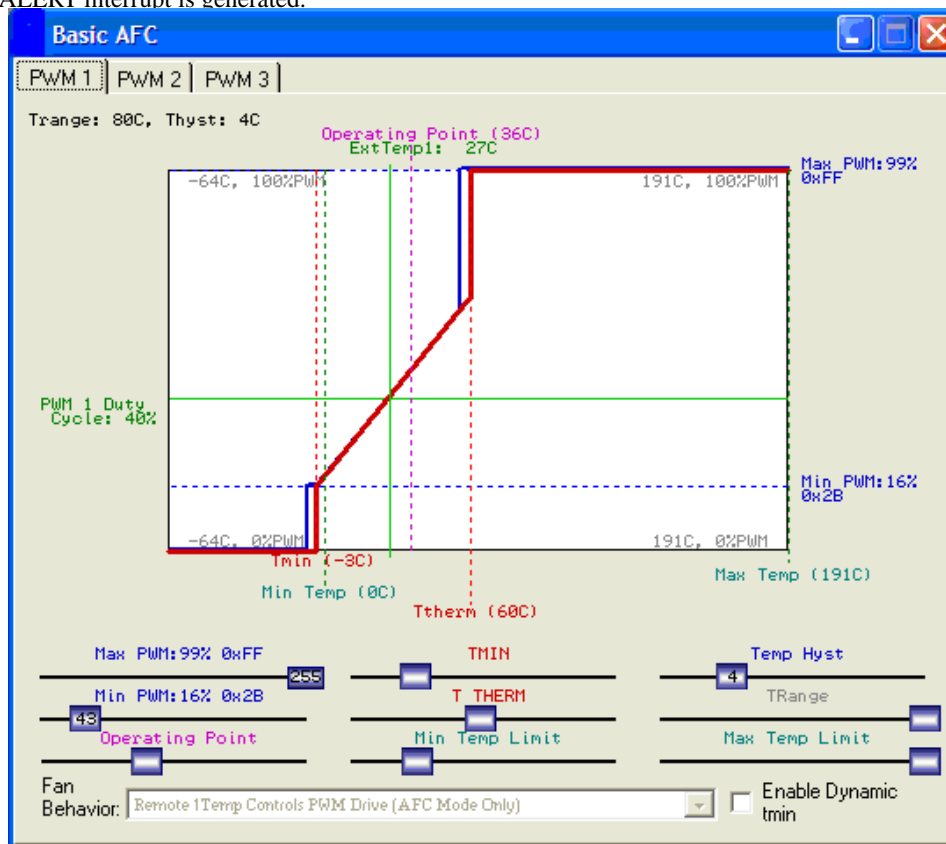 ALERT interrupt is generated.
Basic AFC
PWM 1 PWM 2 PWM 3
Trange: 80C, Thyst: 4C
Operating Point (36C)
ExtTemp1: 27C
Max PWM:99%
0xFF
-64C, 100%PWM
191C, 100%PWM
PWM 1 Duty
Cycle: 40%
Min PWM:16%
0x2B
-64C, 0%PWM
191C, 0%PWM
Tmin (-3C)
Max Temp (191C)
Min Temp (0C)
Ttherm (60C)
Max PWM:99% 0xFF
TMIN
Temp Hyst
255
4
Min PWM:16% 0x2B
T THERM
TRange
43
Operating Point
Min Temp Limit
Max Temp Limit
Fan
Behavior:
Remote 1Temp Controls PWM Drive (AFC Mode Only)
Enable Dynamic
tmin